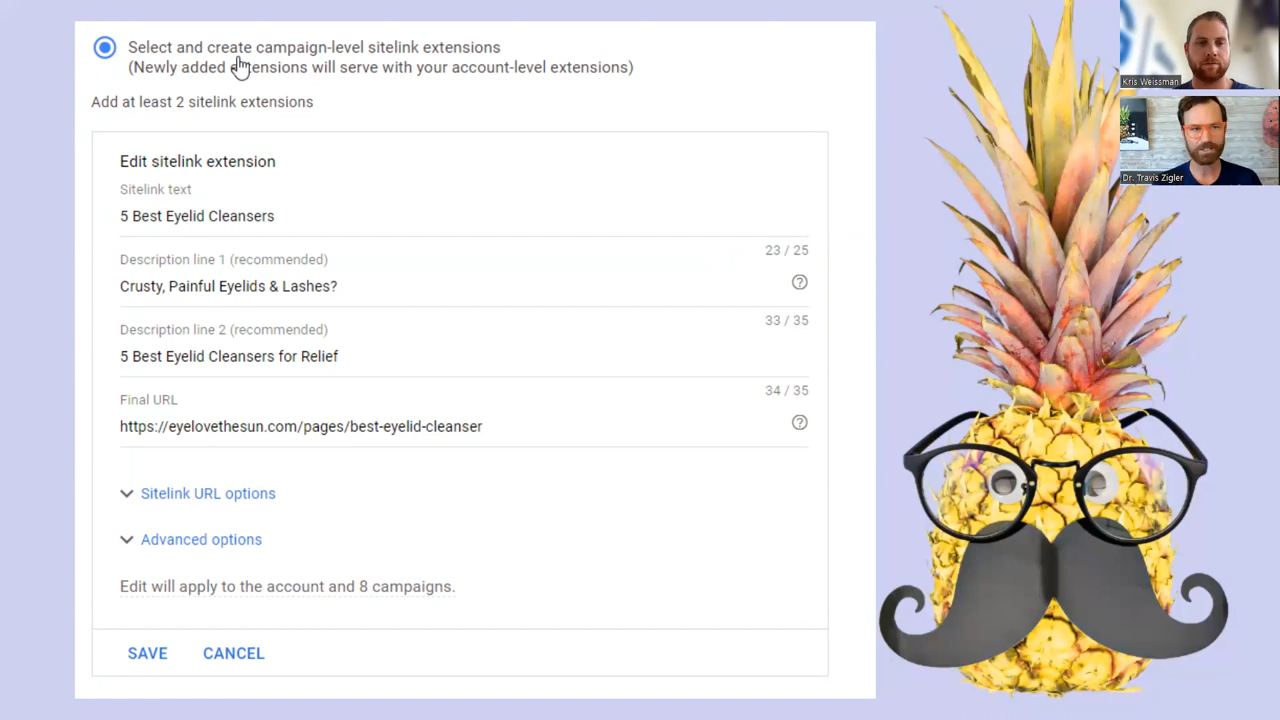 Select and create campaign-level sitelink extensions
(Newly added extensions will serve with your account-level extensions)
Add at least 2 sitelink extensions
Edit sitelink extension
Sitelink text
5 Best Eyelid Cleansers
23 / 25
Description line 1 (recommended)
Crusty, Painful Eyelids & Lashes?
33 / 35
Description line 2 (recommended)
5 Best Eyelid Cleansers for Relief
34 / 35
Final URL
https://eyelovethesun.com/pages/best-eyelid-cleanser
Sitelink URL options
Advanced options
Edit will apply to the account and 8 campaigns.
SAVE CANCEL
Kris Weissman
Dr. Travis Zigler